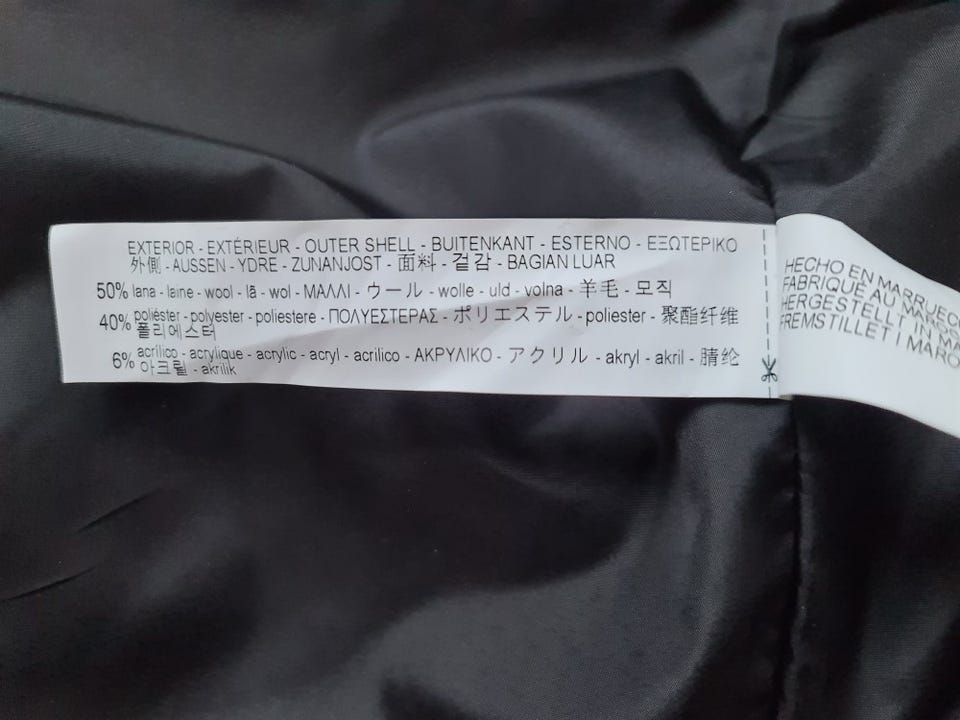 EXTERIOR - EXTÉRIEUR - OUTER SHELL - BUITENKANT - ESTERNO - ΕΞΩΤΕΡΙΚΟ
外側 - AUSSEN - YDRE - ZUNANJOST - 面料 - 겉감 - BAGIAN LUAR
50% lana - laine - wool - lã - wol - ΜΑΛΛΙ - ウール - wolle - uld - volna - 羊毛 - 모직
40% poliéster - polyester - poliestere - ΠΟΛΥΕΣΤΕΡΑΣ - ポリエステル - poliester - 聚酯纤维
폴리에스터
6% acrílico - acrylique - acrylic - acryl - acrilico - ΑΚΡΥΛΙΚΟ - アクリル - akryl - akril - 腈纶
아크릴 - akrilik
HECHO EN MARRUEC
FABRIQUÉ AU MAROC
HERGESTELLT IN MA
FREMSTILLET I MARO